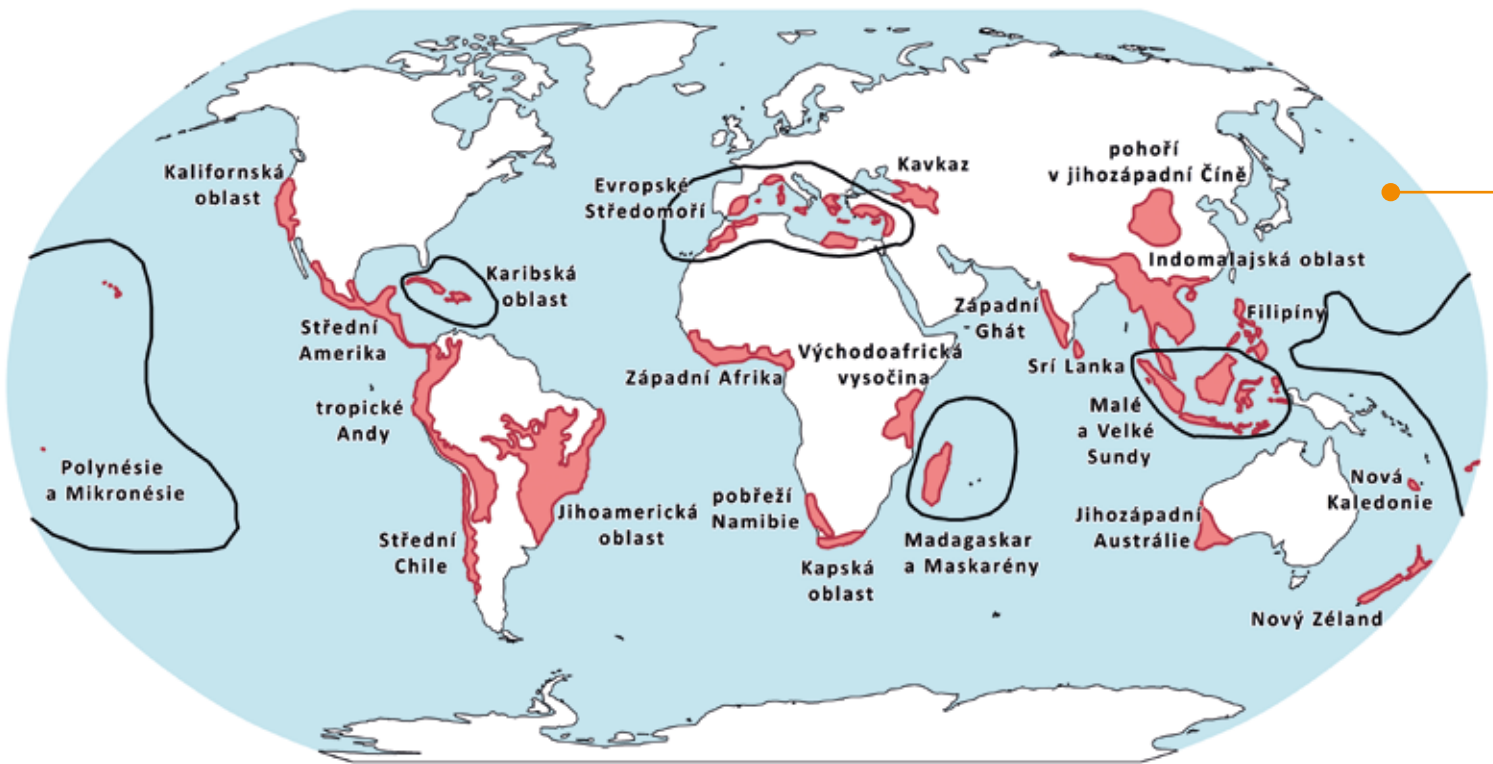 Kalifornská
oblast
Karibská
oblast
Střední
Amerika
tropické
Andy
Polynésie
a Mikronésie
Střední
Chile
Jihoamerická
oblast
Evropské
Středomoří
Kavkaz
pohoří
v jihozápadní Číně
Indomalajská oblast
Západní
Ghát
Filipíny
Srí Lanka
Západní Afrika
Východoafrická
vysočina
Malé
a Velké
Sundy
pobřeží
Namibie
Kapská
oblast
Madagaskar
a Maskarény
Jihozápadní
Austrálie
Nová
Kaledonie
Nový Zéland